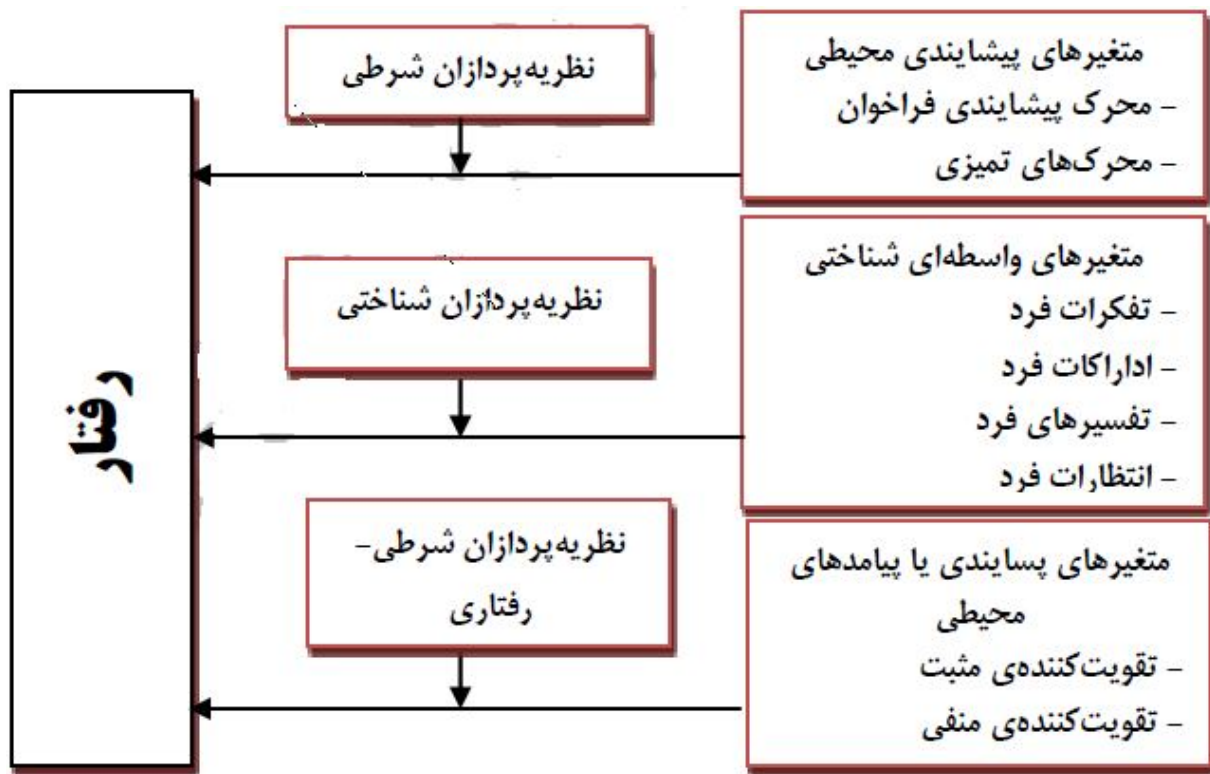 متغیرهای پیشایندی محیطی
- محرک پیشایندی فراخوان
- محرک‌های تمیزی
نظریه‌پردازان شرطی
متغیرهای واسطه‌ای شناختی
- تفکرات فرد
- اداراکات فرد
- تفسیرهای فرد
- انتظارات فرد
نظریه‌پردازان شناختی
متغیرهای پسایندی یا پیامدهای
محیطی
- تقویت‌کننده‌ی مثبت
- تقویت‌کننده‌ی منفی
نظریه‌پردازان شرطی-
رفتاری
رفتار